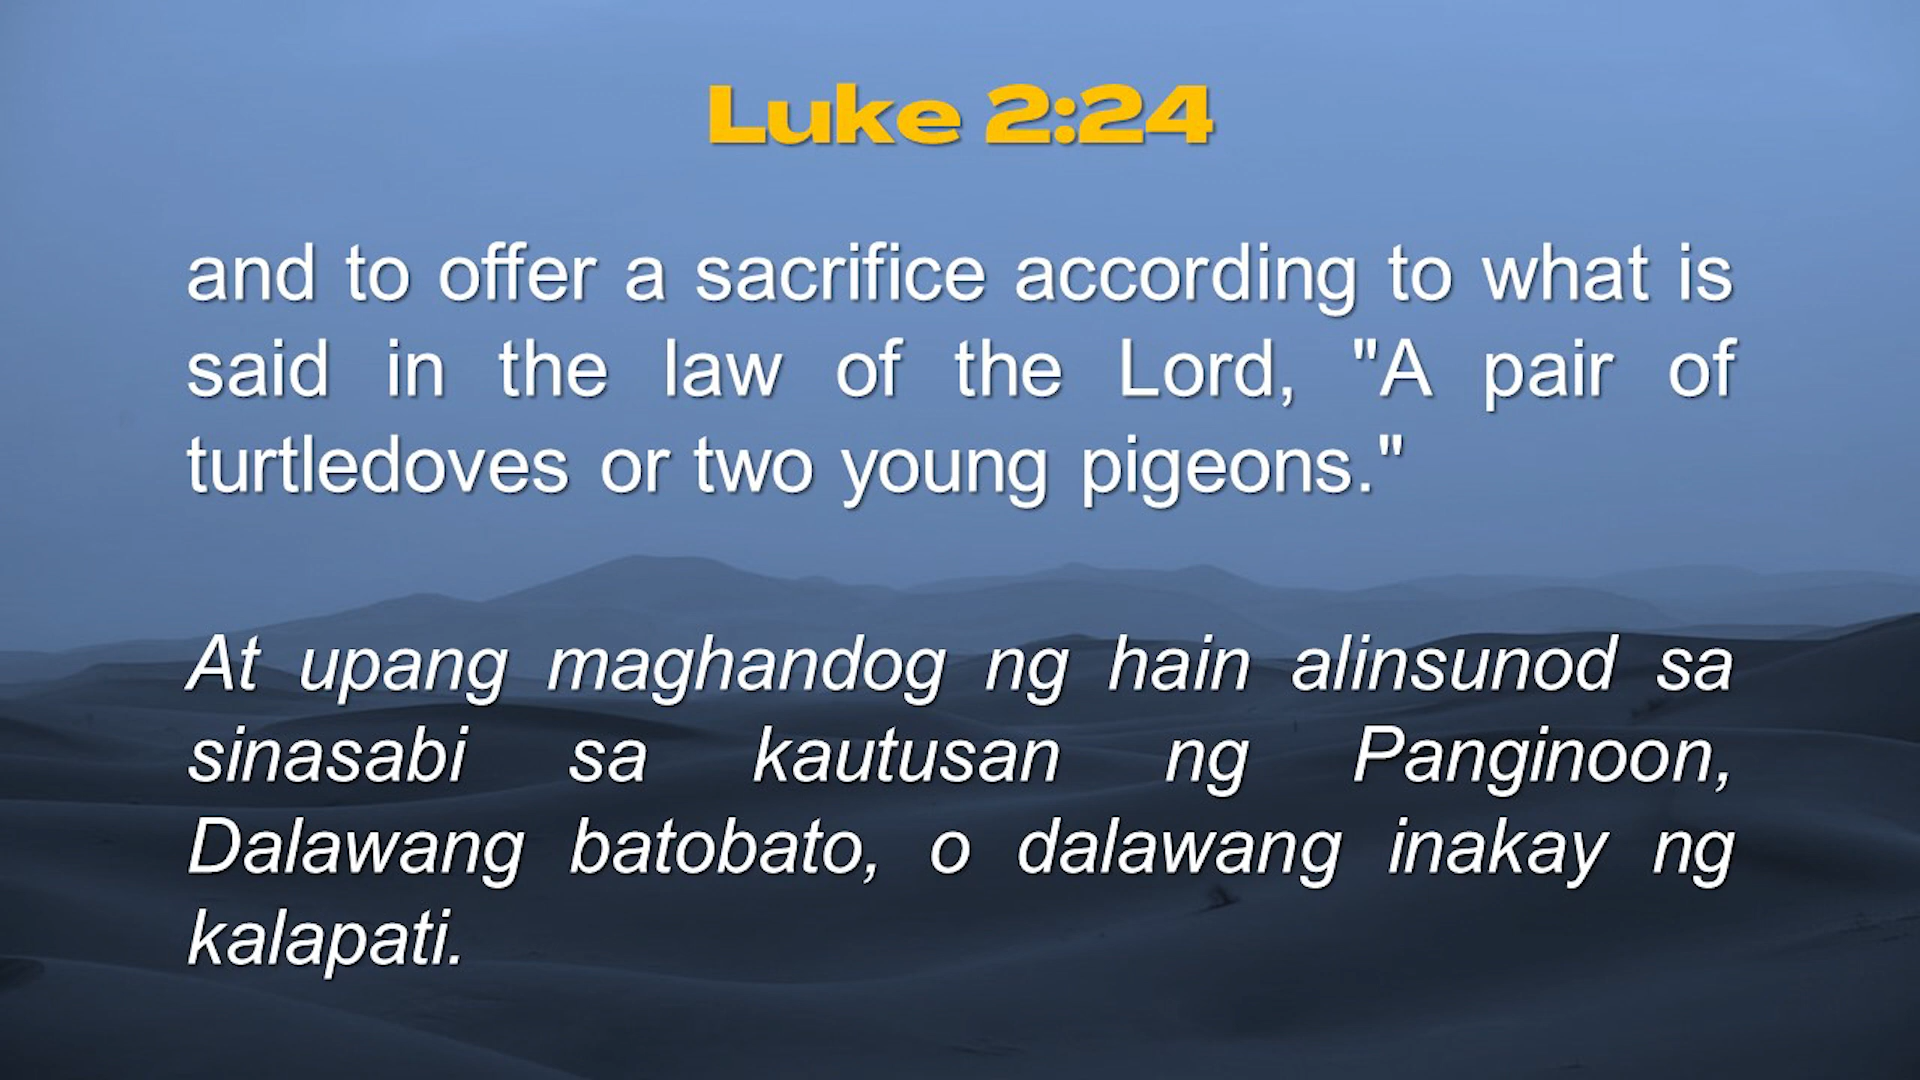 Luke 2:24
and to offer a sacrifice according to what is
said in the law of the Lord, "A pair of
turtledoves or two young pigeons."
At upang maghandog ng hain alinsunod sa
sinasabi sa kautusan ng Panginoon,
Dalawang batobato, o dalawang inakay ng
kalapati.